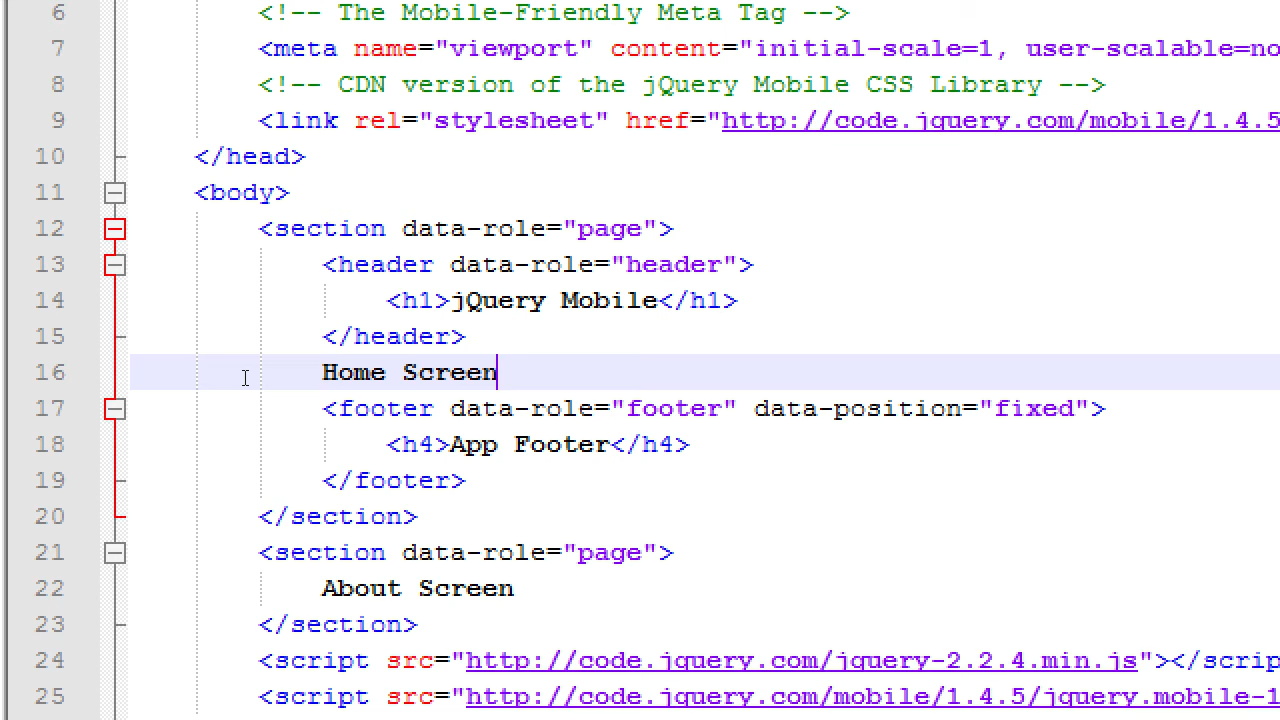 6 <!-- The Mobile-Friendly Meta Tag -->
7 <meta name="viewport" content="initial-scale=1, user-scalable=no
8 <!-- CDN version of the jQuery Mobile CSS Library -->
9 <link rel="stylesheet" href="http://code.jquery.com/mobile/1.4.5
10 </head>
11 <body>
12 <section data-role="page">
13 <header data-role="header">
14 <h1>jQuery Mobile</h1>
15 </header>
16 Home Screen
17 <footer data-role="footer" data-position="fixed">
18 <h4>App Footer</h4>
19 </footer>
20 </section>
21 <section data-role="page">
22 About Screen
23 </section>
24 <script src="http://code.jquery.com/jquery-2.2.4.min.js"></scrip
25 <script src="http://code.jquery.com/mobile/1.4.5/jquery.mobile-1